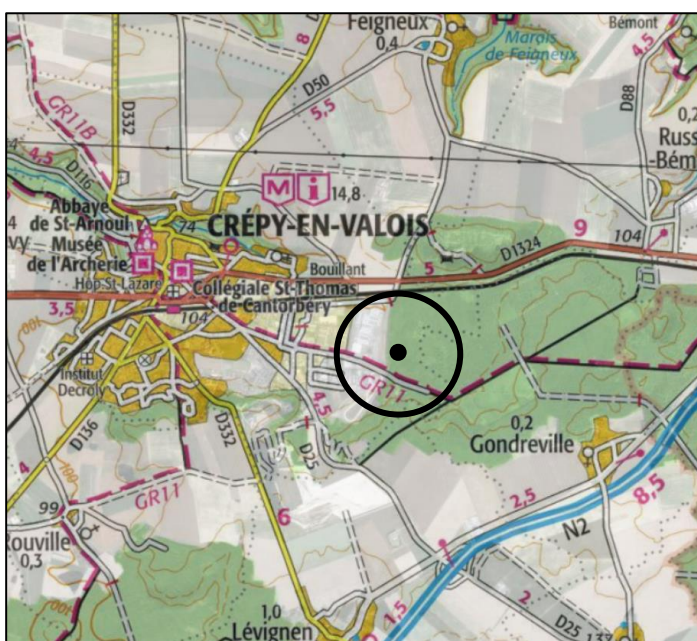 Feigneux
0,4
Marais
de Feigneux
Bémont
4,5
D332
8
D50
5,5
D88
0,2
Russ
-Bém
GR11B
4,5
D116
M i 14,8
Abbaye
de St-Arnoul
74
CRÉPY-EN-VALOIS
Musée
de l'Archerie
Bouillant
5
D1324
9
104
Hôp. St-Lazare
Collégiale St-Thomas
de Cantorbéry
3,5
104
Institut
Decroly
GR11
4,5
D25
D136
D332
0,2
Gondreville
4
100
99
GR11
6
2,5
8,5
N2
Rouville
0,3
1,0
Lévignen
1,5
2
D25